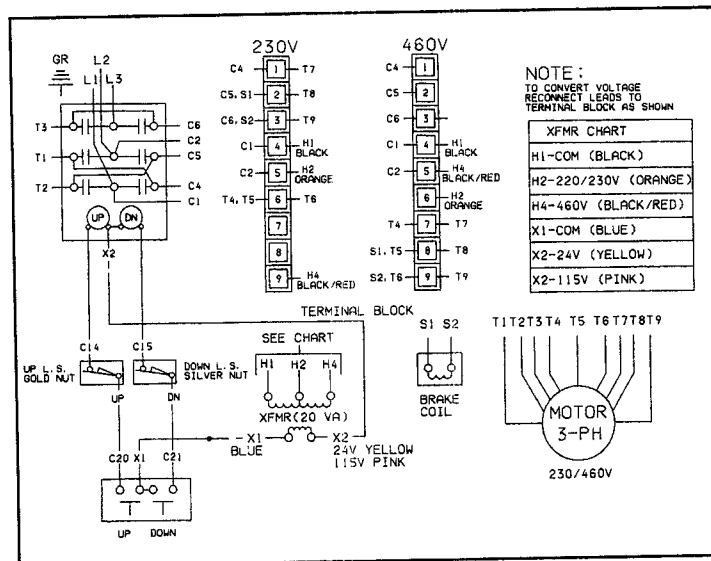 GR
L2
L1
L3
T3
C6
C2
T1
C5
T2
C4
C1
UP
DN
X2
230V
C4 1 T7
C5, S1 2 T8
C6, S2 3 T9
C1 4 H1
BLACK
C2 5 H2
ORANGE
T4, T5 6 T6
7
8
9 H4
BLACK/RED
460V
C4 1
C5 2
C6 3
C1 4 H1
BLACK
C2 5 H4
BLACK/RED
6 H2
ORANGE
T4 7 T7
S1, T5 8 T8
S2, T6 9 T9
TERMINAL BLOCK
NOTE:
TO CONVERT VOLTAGE
RECONNECT LEADS TO
TERMINAL BLOCK AS SHOWN
XFMR CHART
H1-COM (BLACK)
H2-220/230V (ORANGE)
H4-460V (BLACK/RED)
X1-COM (BLUE)
X2-24V (YELLOW)
X2-115V (PINK)
C14
C15
UP L.S.
GOLD NUT
DOWN L.S.
SILVER NUT
UP
DN
C20 X1 C21
UP DOWN
SEE CHART
H1 H2 H4
XFMR(20 VA)
X1
BLUE
X2
24V YELLOW
115V PINK
S1 S2
BRAKE
COIL
T1 T2 T3 T4 T5 T6 T7 T8 T9
MOTOR
3-PH
230/460V